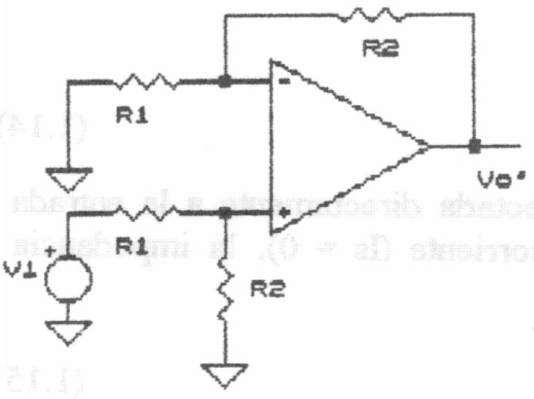 R2
-
R1
(1.14)
Vo'
ectada directamente a la entrada
+
R1
corriente (Is = 0), la impedancia
+
V1
R2
(1.15